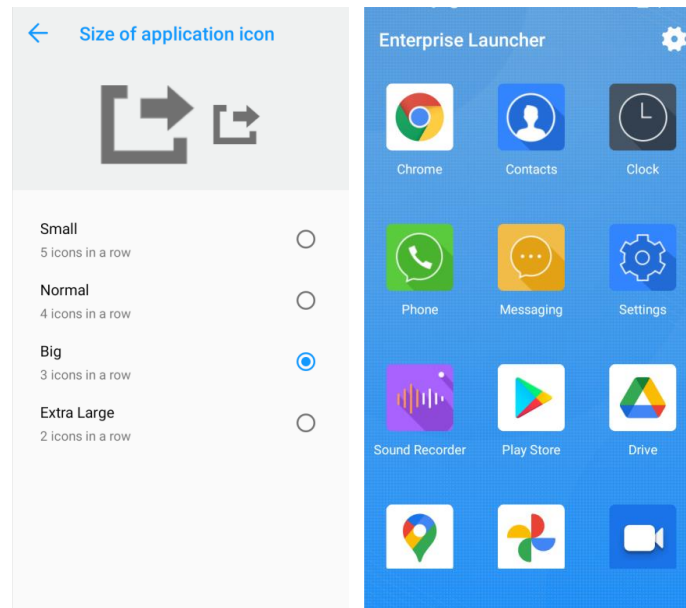 Size of application icon
Small
5 icons in a row
Normal
4 icons in a row
Big
3 icons in a row
Extra Large
2 icons in a row
Enterprise Launcher
Chrome
Contacts
Clock
Phone
Messaging
Settings
Sound Recorder
Play Store
Drive